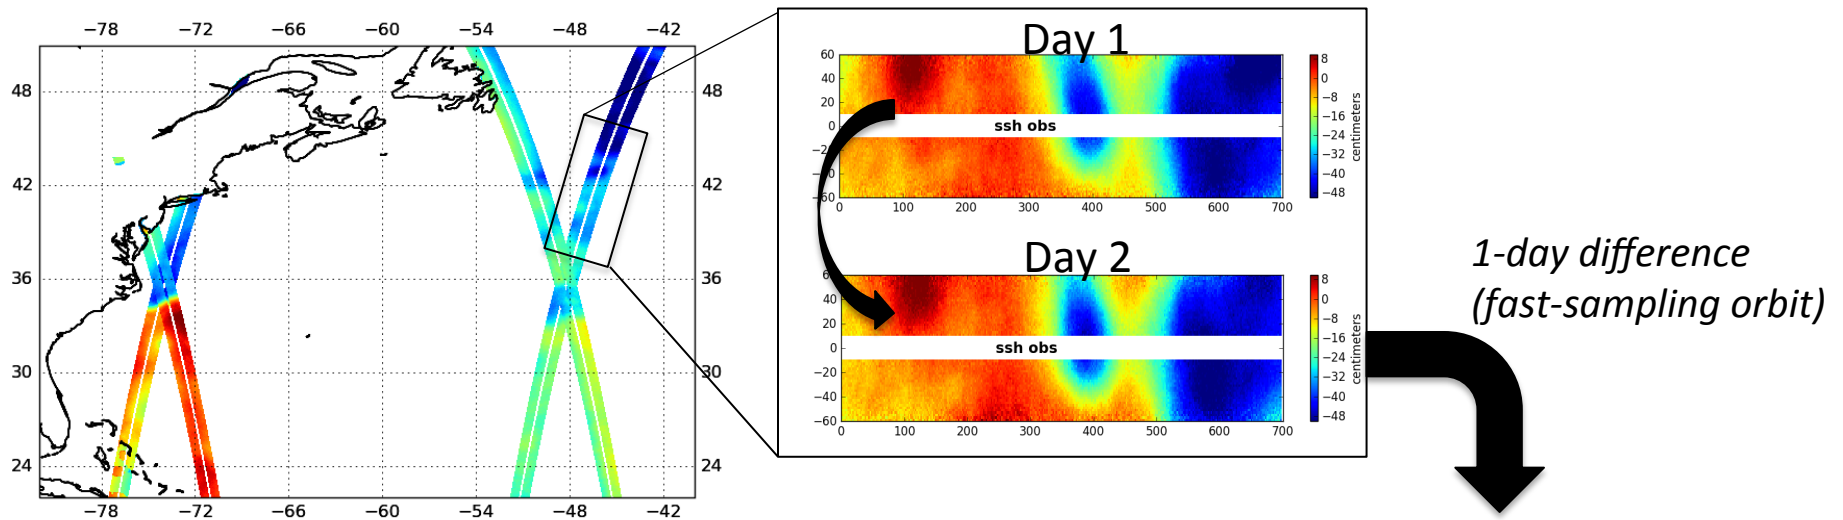 −78 −72 −66 −60 −54 −48 −42
48 48
42 42
36 36
30 30
24 24
−78 −72 −66 −60 −54 −48 −42
Day 1
60
40
20
0
−60
ssh obs
0 100 200 300 400 500 600 700
8
0
−8
−16
−24
−32
−40
−48
centimeters
Day 2
60
40
20
0
−20
−40
−60
ssh obs
0 100 200 300 400 500 600 700
8
0
−8
−16
−24
−32
−40
−48
centimeters
1-day difference
(fast-sampling orbit)